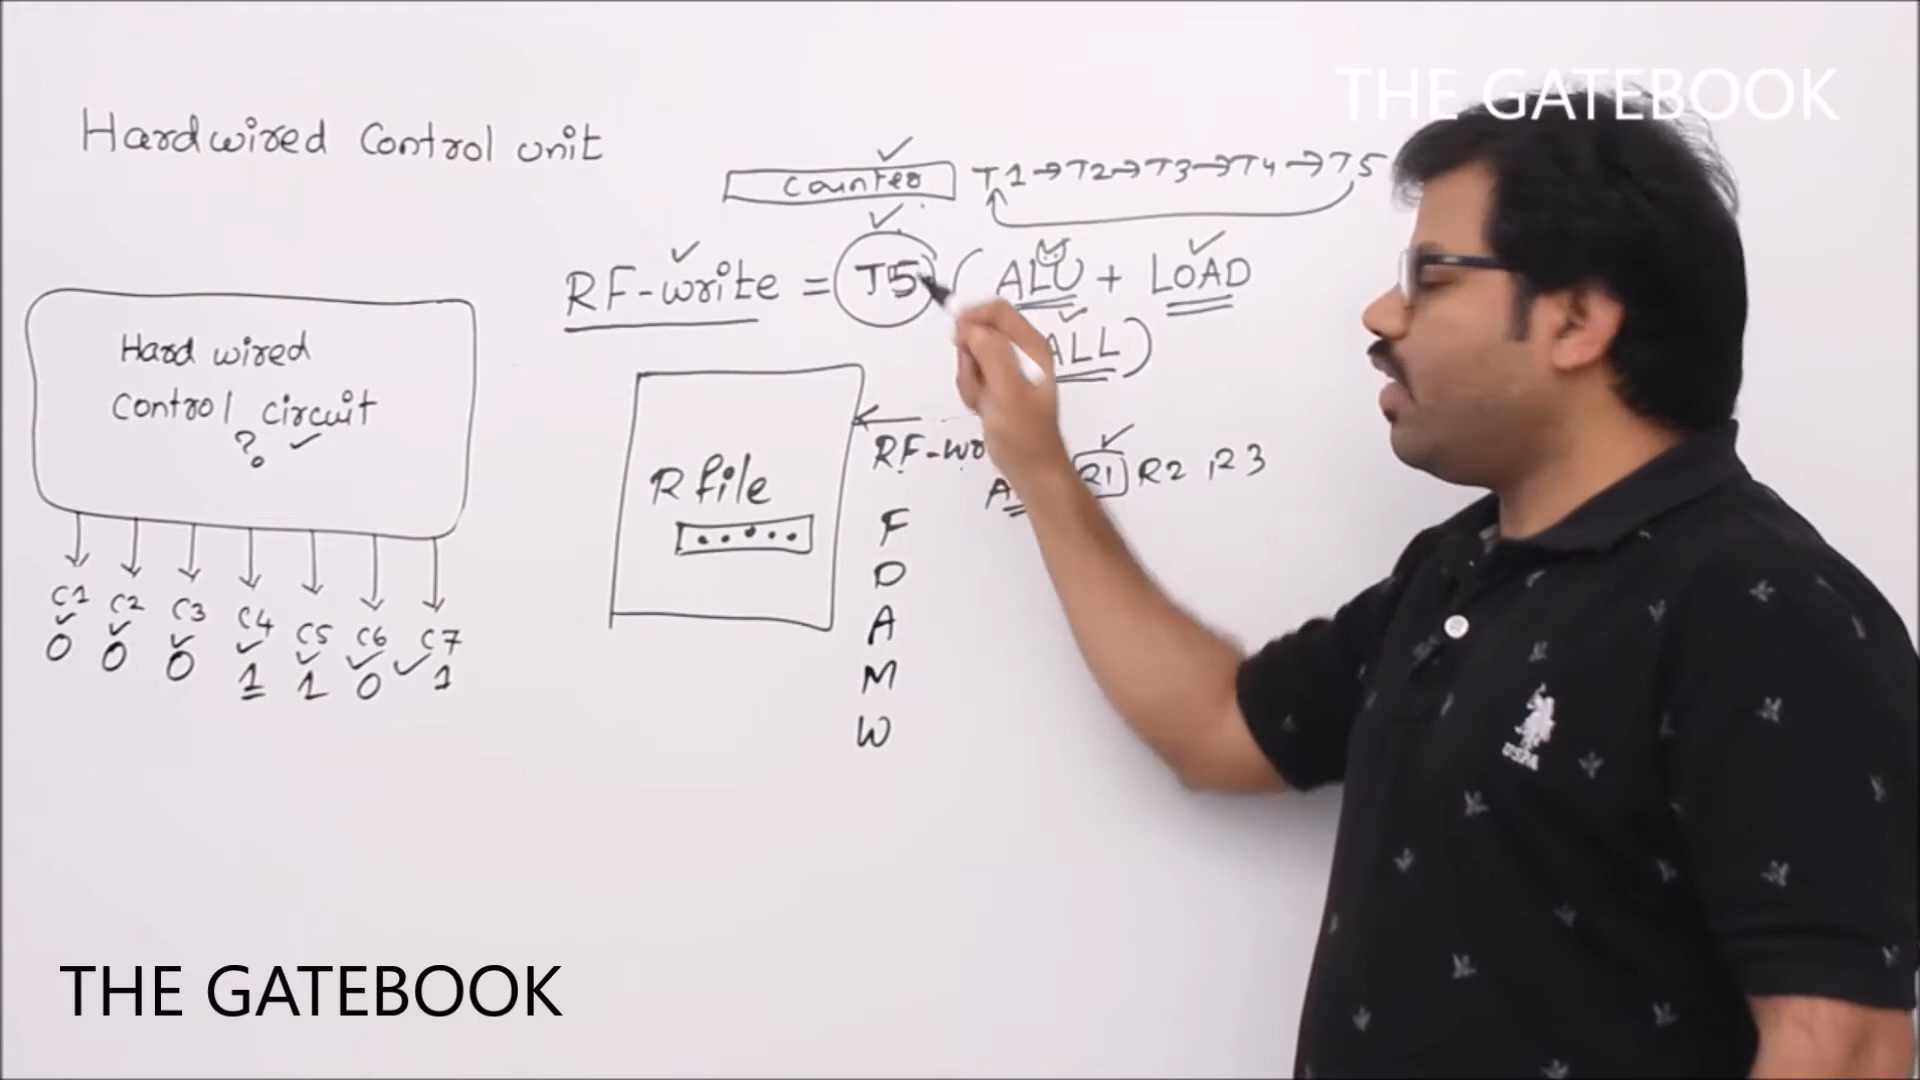 THE GATEBOOK
Hardwired Control unit
Counter T1→T2→T3→T4→T5
RF-write = T5 (ALU + LOAD
ALL)
Hard wired
control circuit
?
R file
RF-w
R1 R2, R3
F
D
A
M
W
C1 C2 C3 C4 C5 C6 C7
0 0 0 1 1 0 1
USPA
THE GATEBOOK